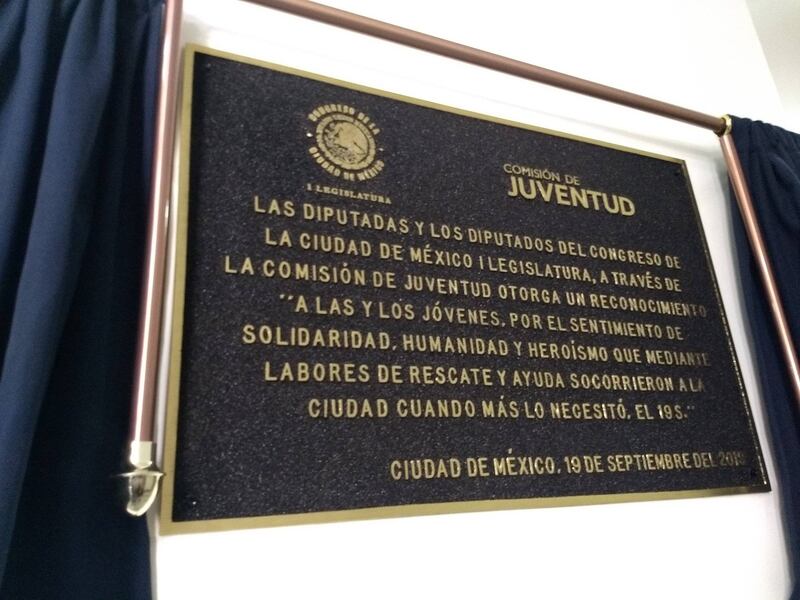 CONGRESO DE LA
CIUDAD DE MÉXICO
I LEGISLATURA
COMISIÓN DE
JUVENTUD
LAS DIPUTADAS Y LOS DIPUTADOS DEL CONGRESO DE
LA CIUDAD DE MÉXICO I LEGISLATURA, A TRAVÉS DE
LA COMISIÓN DE JUVENTUD OTORGA UN RECONOCIMIENTO
"A LAS Y LOS JÓVENES, POR EL SENTIMIENTO DE
SOLIDARIDAD, HUMANIDAD Y HEROÍSMO QUE MEDIANTE
LABORES DE RESCATE Y AYUDA SOCORRIERON A LA
CIUDAD CUANDO MÁS LO NECESITÓ, EL 19S."
CIUDAD DE MÉXICO, 19 DE SEPTIEMBRE DEL 2019